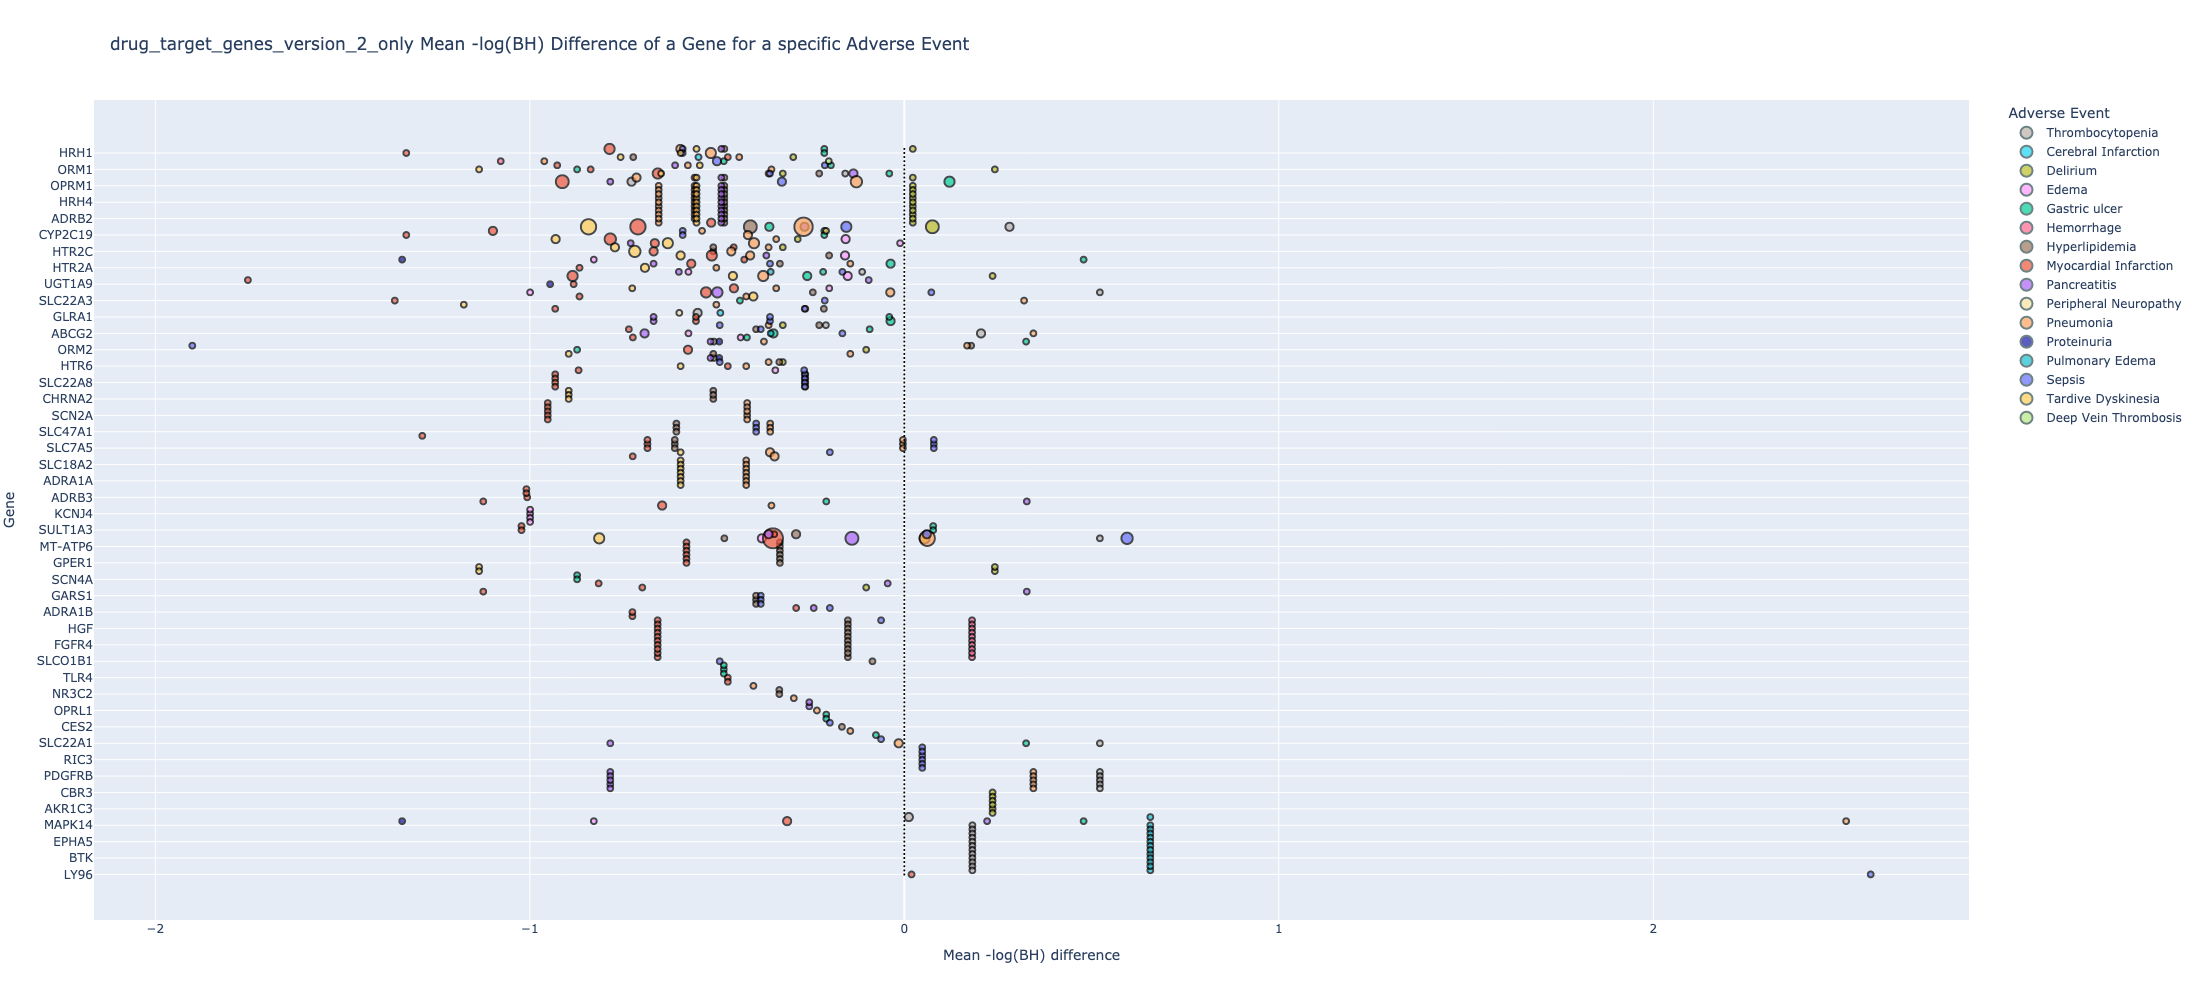 drug_target_genes_version_2_only Mean -log(BH) Difference of a Gene for a specific Adverse Event
Gene
HRH1
ORM1
OPRM1
HRH4
ADRB2
CYP2C19
HTR2C
HTR2A
UGT1A9
SLC22A3
GLRA1
ABCG2
ORM2
HTR6
SLC22A8
CHRNA2
SCN2A
SLC47A1
SLC7A5
SLC18A2
ADRA1A
ADRB3
KCNJ4
SULT1A3
MT-ATP6
GPER1
SCN4A
GARS1
ADRA1B
HGF
FGFR4
SLCO1B1
TLR4
NR3C2
OPRL1
CES2
SLC22A1
RIC3
PDGFRB
CBR3
AKR1C3
MAPK14
EPHA5
BTK
LY96
−2
−1
0
1
2
Mean -log(BH) difference
Adverse Event
Thrombocytopenia
Cerebral Infarction
Delirium
Edema
Gastric ulcer
Hemorrhage
Hyperlipidemia
Myocardial Infarction
Pancreatitis
Peripheral Neuropathy
Pneumonia
Proteinuria
Pulmonary Edema
Sepsis
Tardive Dyskinesia
Deep Vein Thrombosis